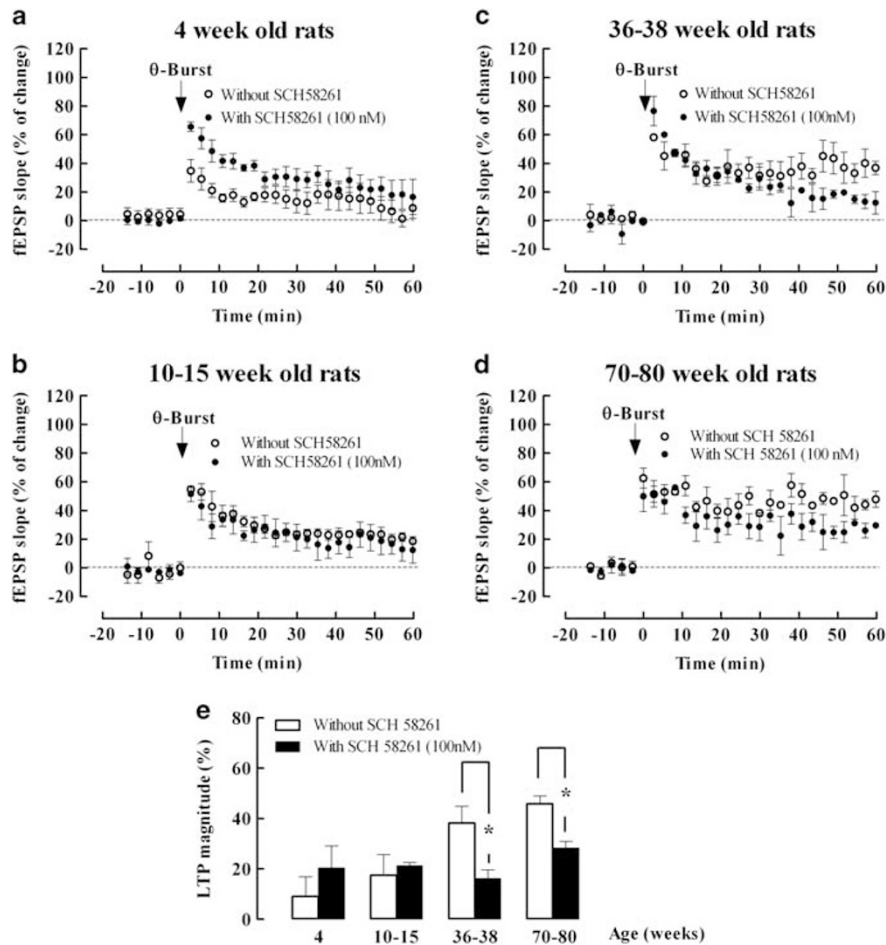 a
4 week old rats
fEPSP slope (% of change)
120
100
80
60
40
20
0
-20
θ-Burst
Without SCH58261
With SCH58261 (100 nM)
-20 -10 0 10 20 30 40 50 60
Time (min)
c
36-38 week old rats
fEPSP slope (% of change)
120
100
80
60
40
20
0
-20
θ-Burst
Without SCH58261
With SCH58261 (100 nM)
-20 -10 0 10 20 30 40 50 60
Time (min)
b
10-15 week old rats
fEPSP slope (% of change)
120
100
80
60
40
20
0
-20
θ-Burst
Without SCH58261
With SCH58261 (100nM)
-20 -10 0 10 20 30 40 50 60
Time (min)
d
70-80 week old rats
fEPSP slope (% of change)
120
100
80
60
40
20
0
-20
θ-Burst
Without SCH 58261
With SCH 58261 (100 nM)
-20 -10 0 10 20 30 40 50 60
Time (min)
e
LTP magnitude (%)
80
60
40
20
0
Without SCH 58261
With SCH 58261 (100nM)
*
*
4 10-15 36-38 70-80 Age (weeks)